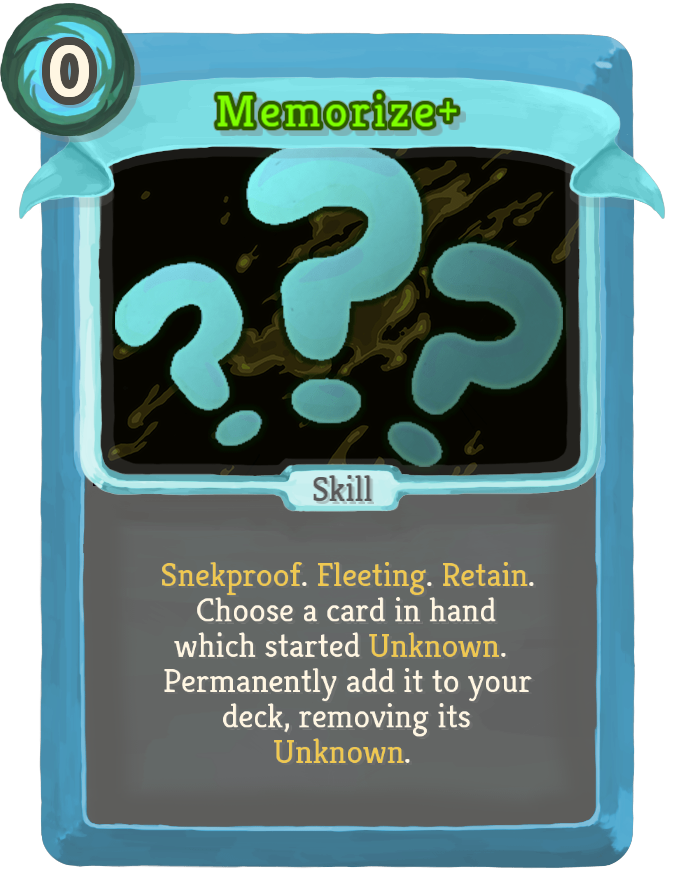 0
Memorize+
Skill
Snekproof. Fleeting. Retain.
Choose a card in hand
which started Unknown.
Permanently add it to your
deck, removing its
Unknown.